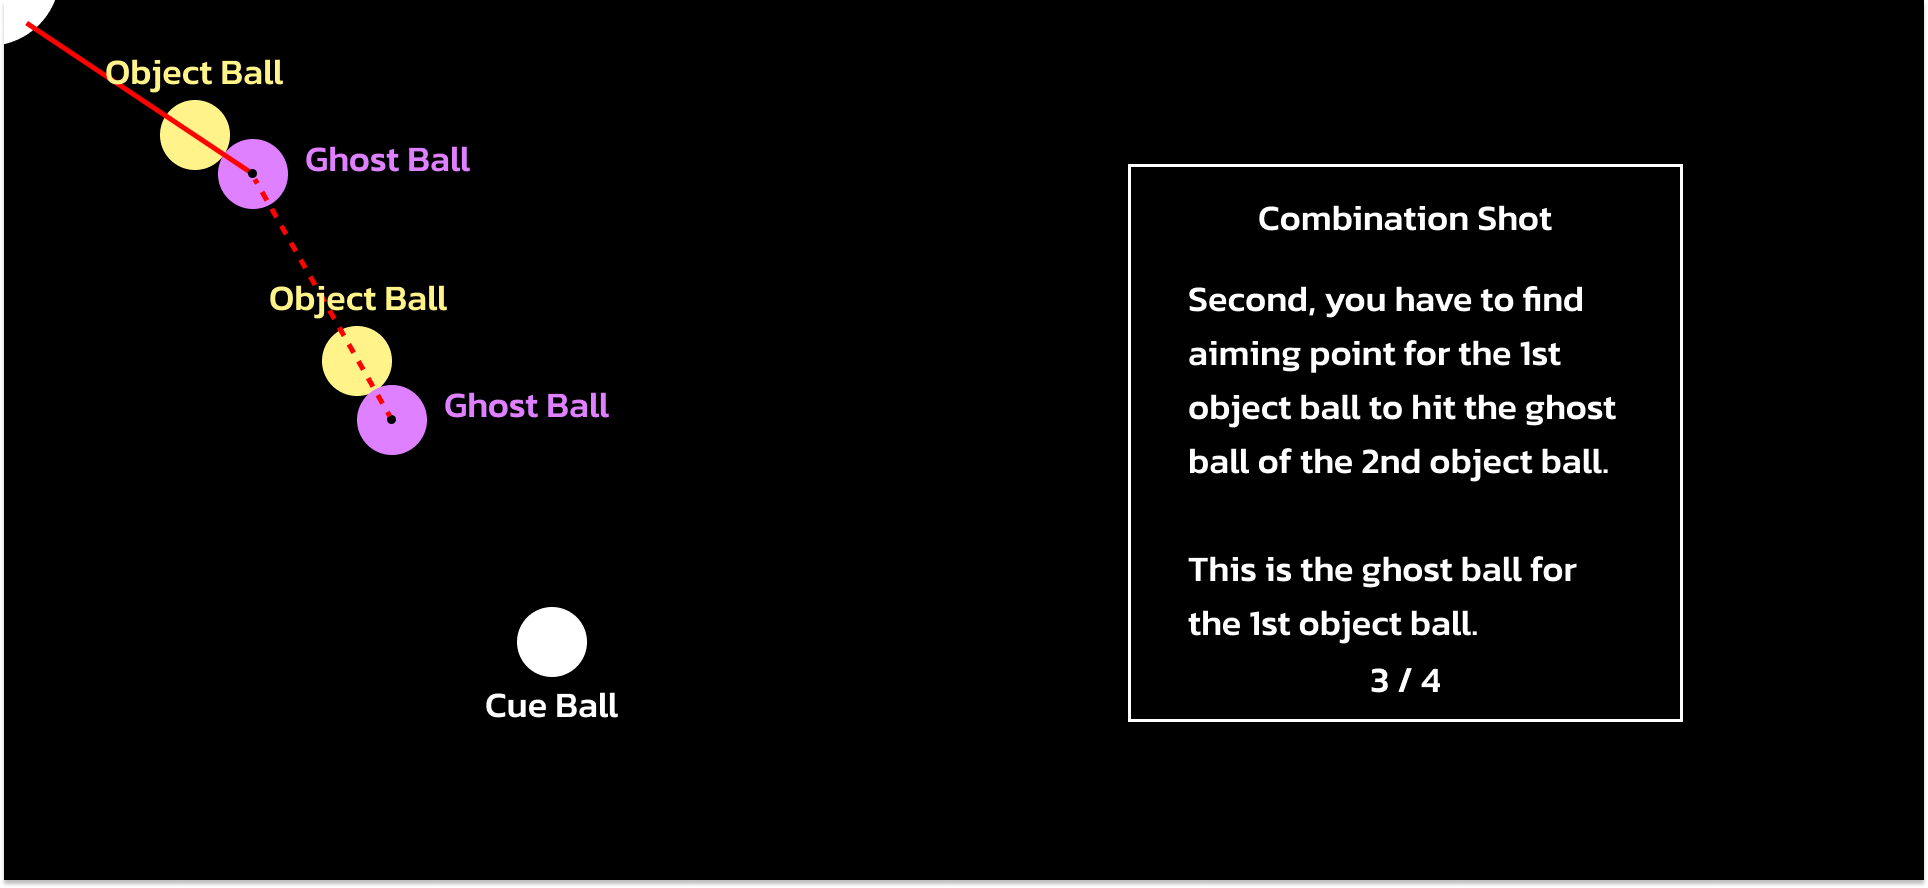 Object Ball
Ghost Ball
Object Ball
Ghost Ball
Cue Ball
Combination Shot
Second, you have to find
aiming point for the 1st
object ball to hit the ghost
ball of the 2nd object ball.
This is the ghost ball for
the 1st object ball.
3 / 4